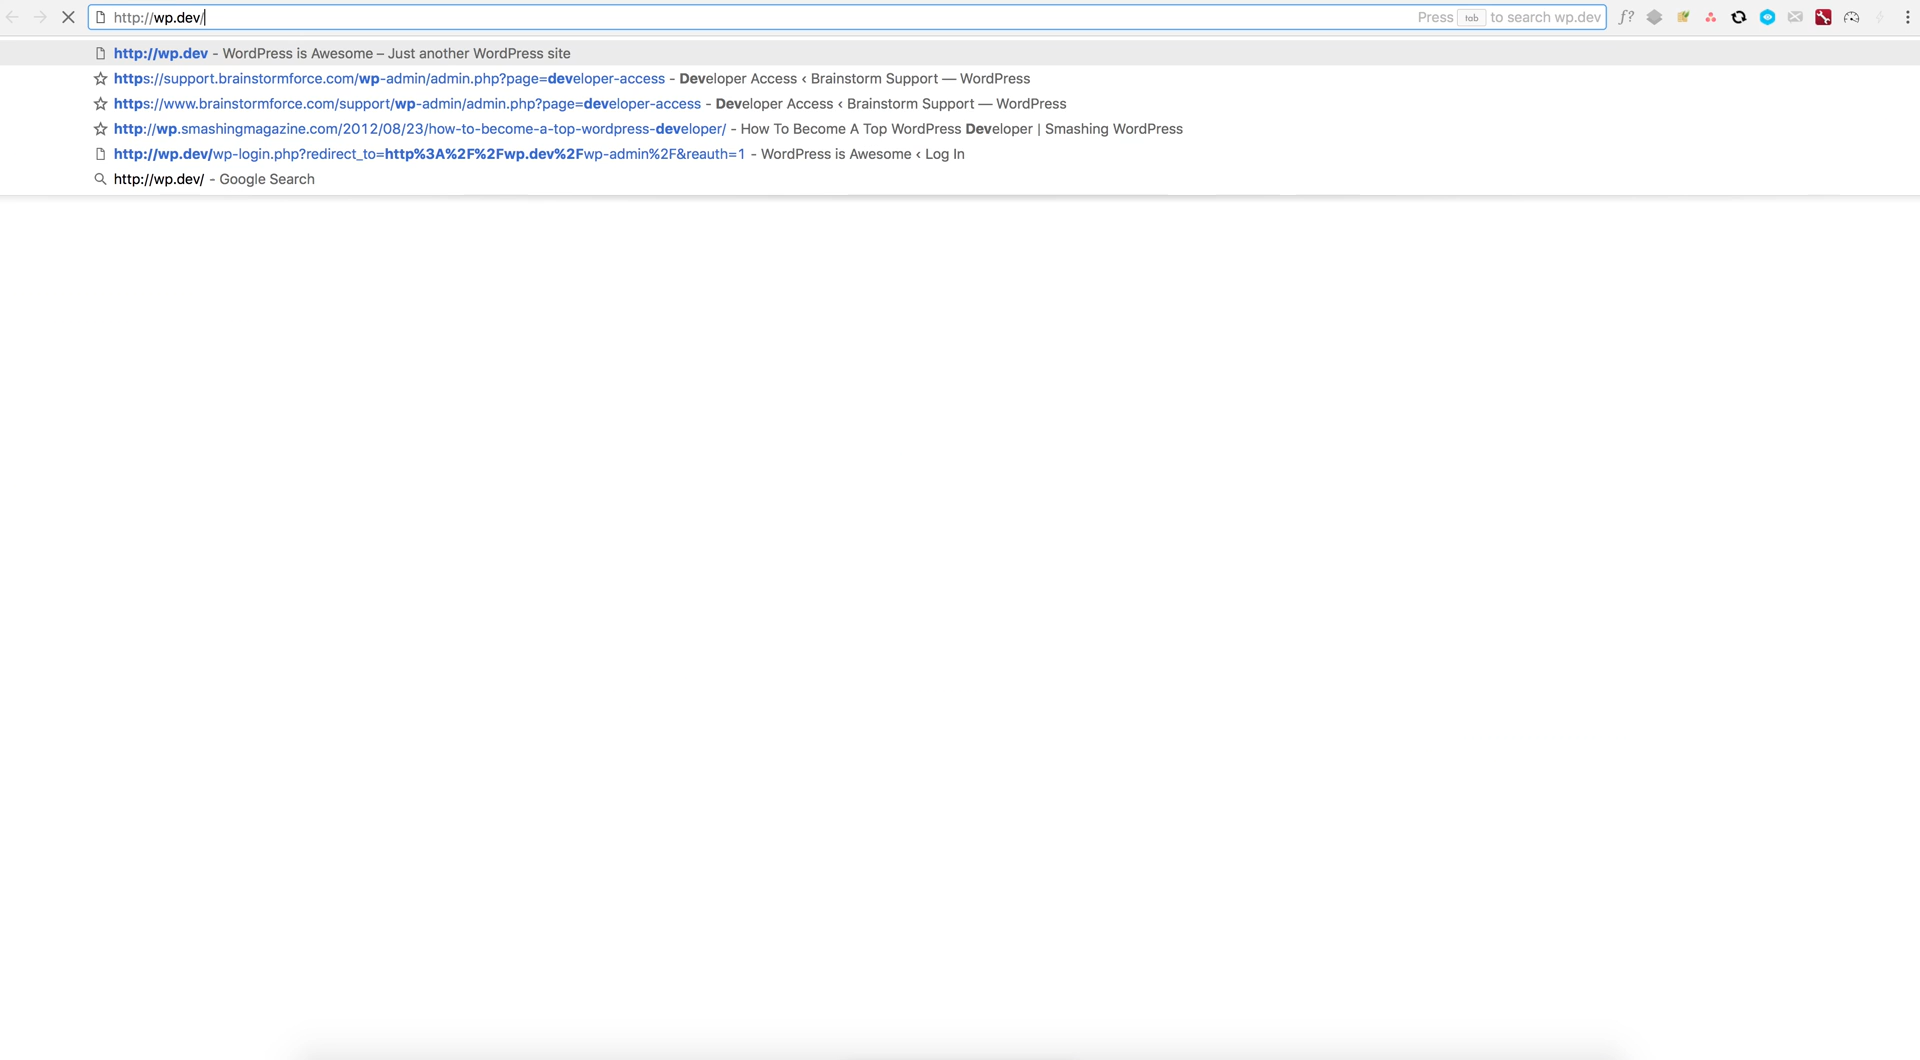 http://wp.dev/ Press tab to search wp.dev f?
http://wp.dev - WordPress is Awesome – Just another WordPress site
https://support.brainstormforce.com/wp-admin/admin.php?page=developer-access - Developer Access ‹ Brainstorm Support — WordPress
https://www.brainstormforce.com/support/wp-admin/admin.php?page=developer-access - Developer Access ‹ Brainstorm Support — WordPress
http://wp.smashingmagazine.com/2012/08/23/how-to-become-a-top-wordpress-developer/ - How To Become A Top WordPress Developer | Smashing WordPress
http://wp.dev/wp-login.php?redirect_to=http%3A%2F%2Fwp.dev%2Fwp-admin%2F&reauth=1 - WordPress is Awesome ‹ Log In
http://wp.dev/ - Google Search